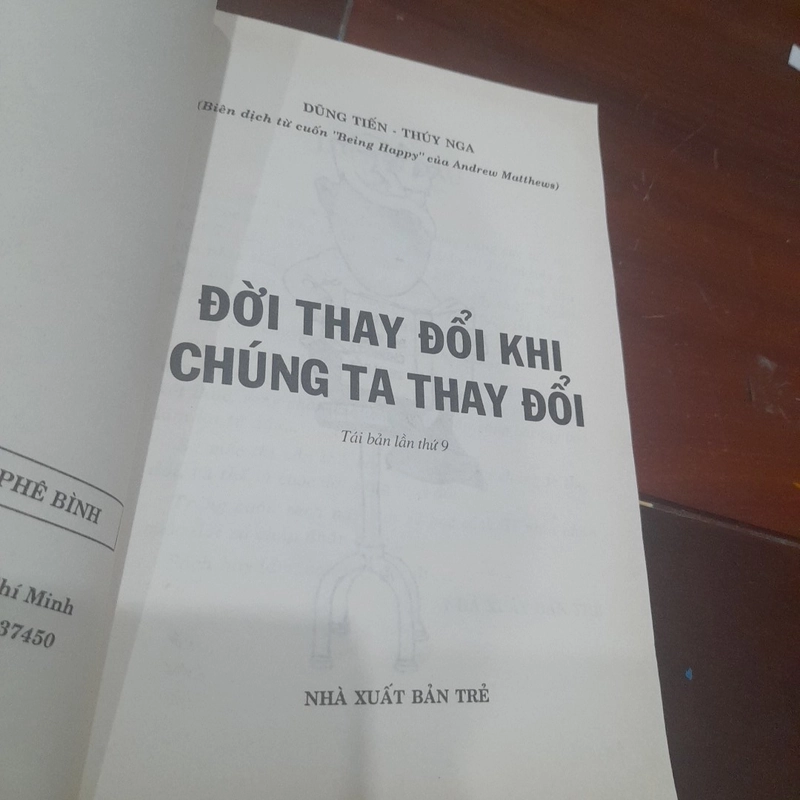 PHÊ BÌNH
hí Minh
37450
DŨNG TIẾN - THÚY NGA
(Biên dịch từ cuốn "Being Happy" của Andrew Matthews)
ĐỜI THAY ĐỔI KHI
CHÚNG TA THAY ĐỔI
Tái bản lần thứ 9
NHÀ XUẤT BẢN TRẺ